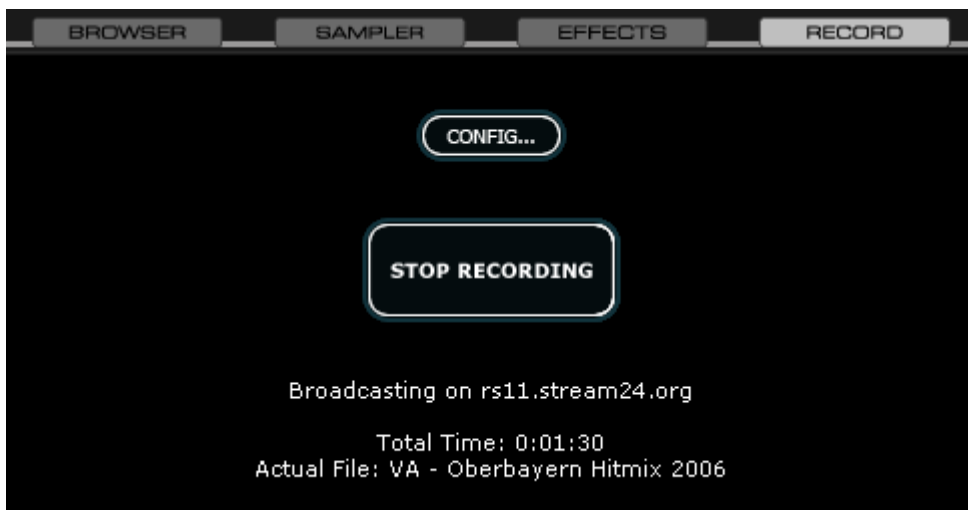 BROWSER SAMPLER EFFECTS RECORD
CONFIG...
STOP RECORDING
Broadcasting on rs11.stream24.org
Total Time: 0:01:30
Actual File: VA - Oberbayern Hitmix 2006